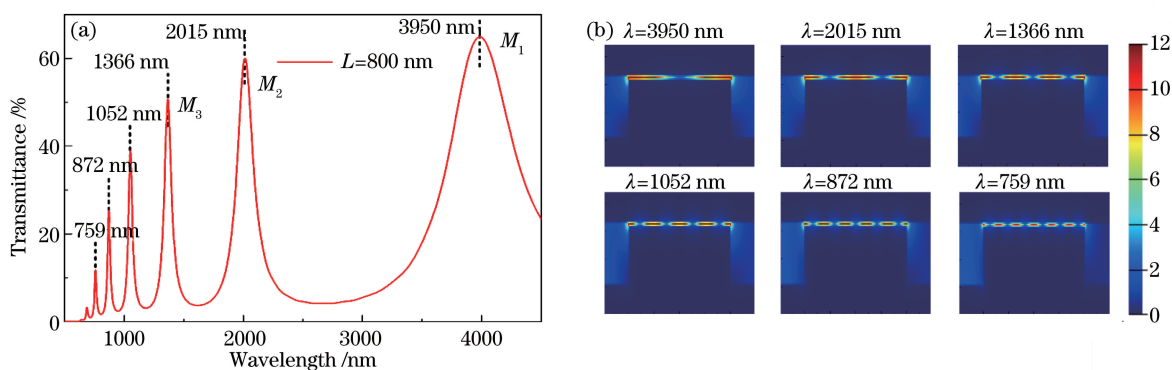 (a)
3950 nm
M1
2015 nm
L=800 nm
1366 nm
M2
M3
1052 nm
872 nm
759 nm
60
40
20
0
Transmittance /%
1000
2000
3000
4000
Wavelength /nm
(b)
λ=3950 nm
λ=2015 nm
λ=1366 nm
λ=1052 nm
λ=872 nm
λ=759 nm
12
10
8
6
4
2
0